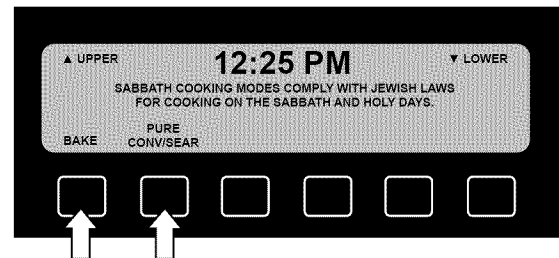 ▲ UPPER 12:25 PM ▼ LOWER
SABBATH COOKING MODES COMPLY WITH JEWISH LAWS
FOR COOKING ON THE SABBATH AND HOLY DAYS.
BAKE PURE
CONV/SEAR